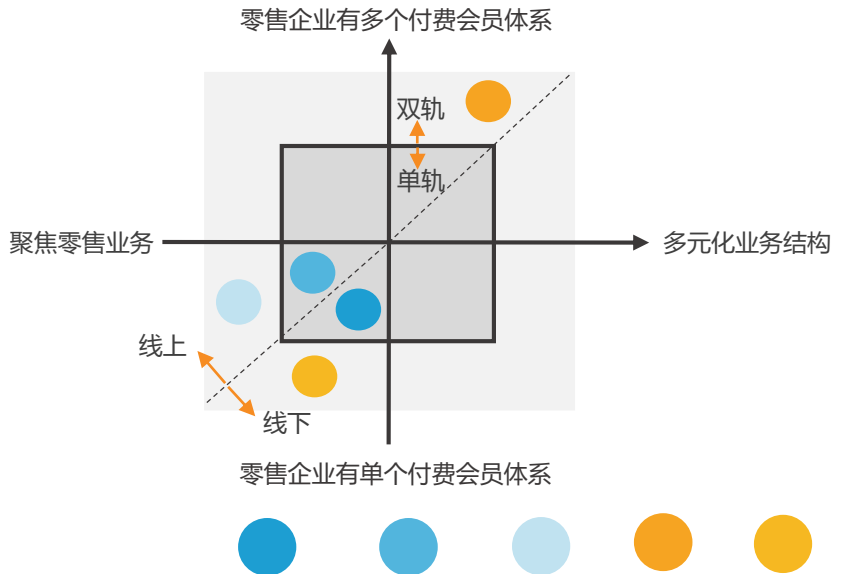 零售企业有多个付费会员体系
双轨
单轨
聚焦零售业务
多元化业务结构
线上
线下
零售企业有单个付费会员体系